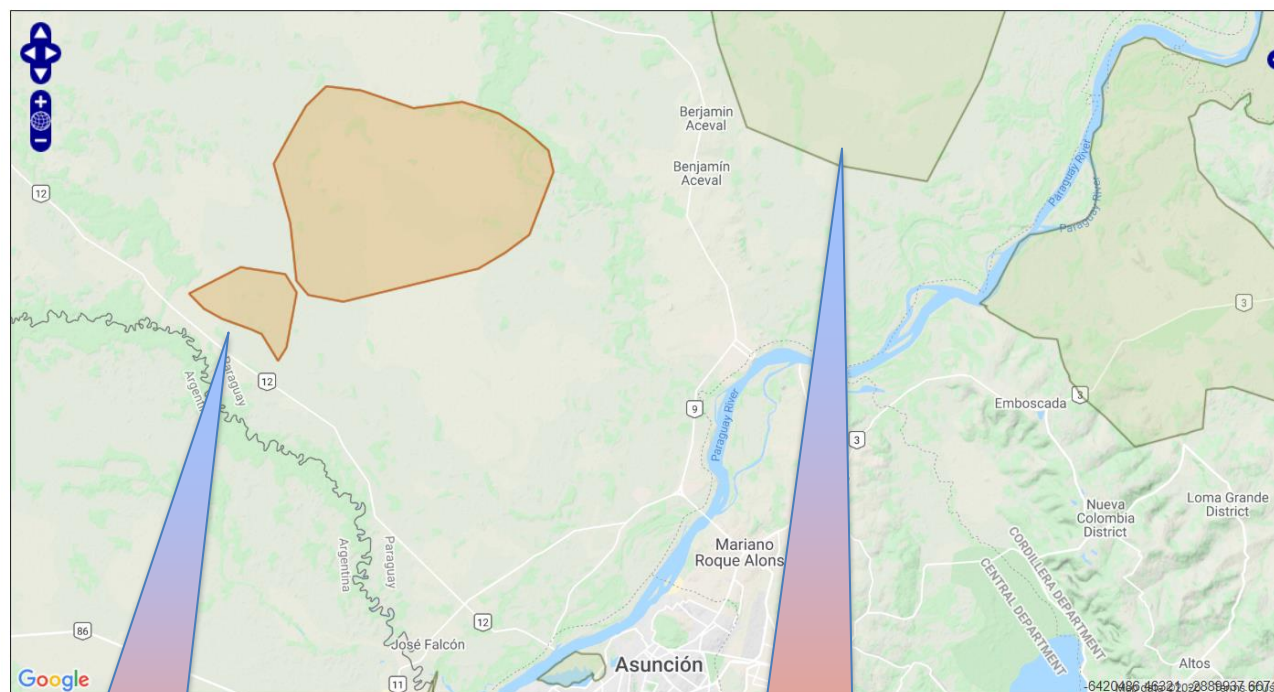 Berjamin
Aceval
Benjamín
Aceval
12
Paraguay River
Paraguay River
3
Paraguay
Argentina
12
9
Paraguay River
Emboscada
3
3
Nueva
Colombia
District
Loma Grande
District
Mariano
Roque Alons
Paraguay
Argentina
CORDILLERA DEPARTMENT
CENTRAL DEPARTMENT
12
86
José Falcón
Asunción
Altos
11
Google